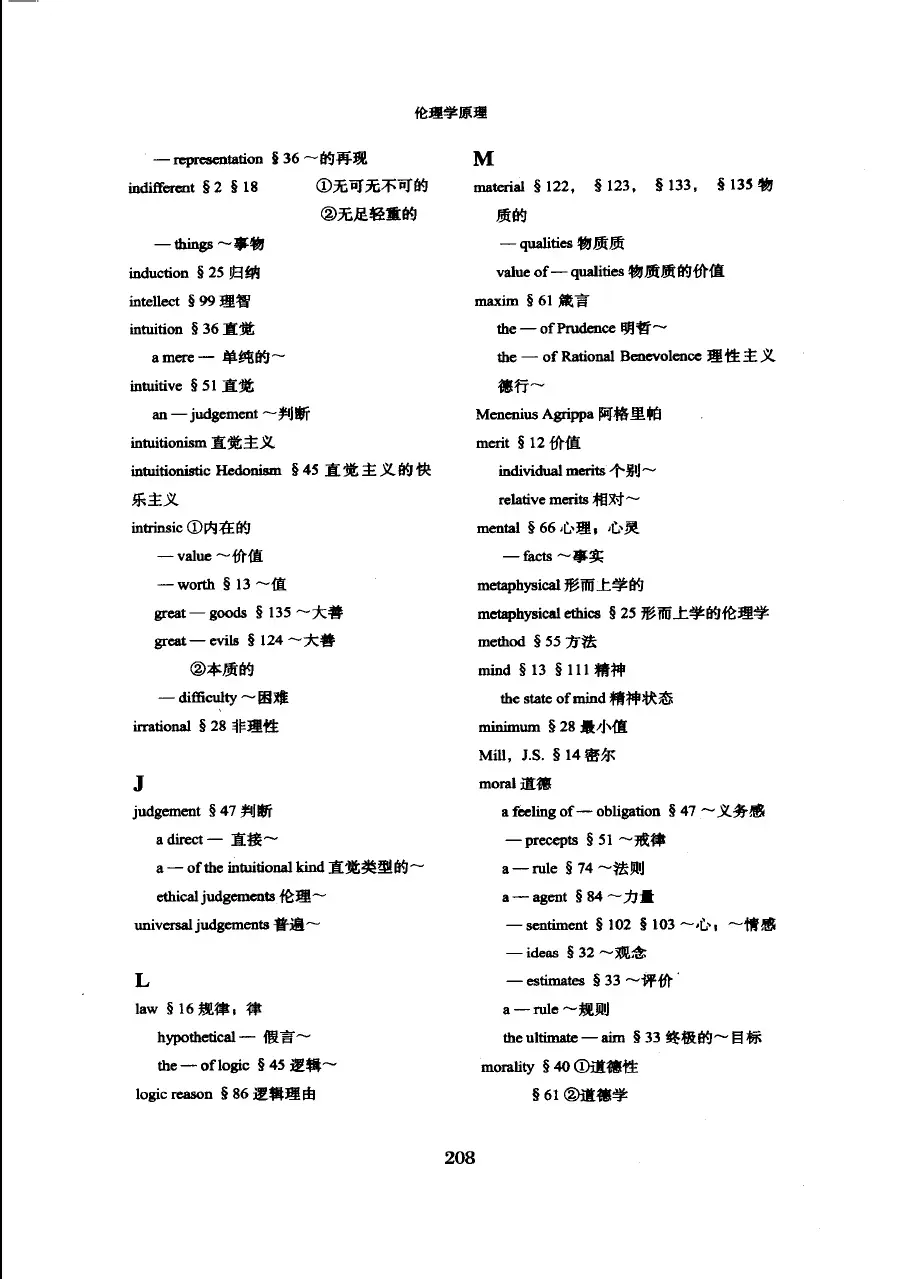 伦理学原理
— representation §36 ～的再现
indifferent §2 §18 ①无可无不可的
②无足轻重的
— things ～事物
induction §25 归纳
intellect §99 理智
intuition §36 直觉
a mere — 单纯的～
intuitive §51 直觉
an — judgement ～判断
intuitionism 直觉主义
intuitionistic Hedonism §45 直觉主义的快
乐主义
intrinsic ①内在的
— value ～价值
— worth §13 ～值
great — goods §135 ～大善
great — evils §124 ～大善
②本质的
— difficulty ～困难
irrational §28 非理性
J
judgement §47 判断
a direct — 直接～
a — of the intuitional kind 直觉类型的～
ethical judgements 伦理～
universal judgements 普遍～
L
law §16 规律；律
hypothetical — 假言～
the — of logic §45 逻辑～
logic reason §86 逻辑理由
M
material §122， §123， §133， §135 物
质的
— qualities 物质质
value of — qualities 物质质的价值
maxim §61 箴言
the — of Prudence 明哲～
the — of Rational Benevolence 理性主义
德行～
Menenius Agrippa 阿格里帕
merit §12 价值
individual merits 个别～
relative merits 相对～
mental §66 心理；心灵
— facts ～事实
metaphysical 形而上学的
metaphysical ethics §25 形而上学的伦理学
method §55 方法
mind §13 §111 精神
the state of mind 精神状态
minimum §28 最小值
Mill，J.S. §14 密尔
moral 道德
a feeling of — obligation §47 ～义务感
— precepts §51 ～戒律
a — rule §74 ～法则
a — agent §84 ～力量
— sentiment §102 §103 ～心；～情感
— ideas §32 ～观念
— estimates §33 ～评价
a — rule ～规则
the ultimate — aim §33 终极的～目标
morality §40 ①道德性
§61 ②道德学
208